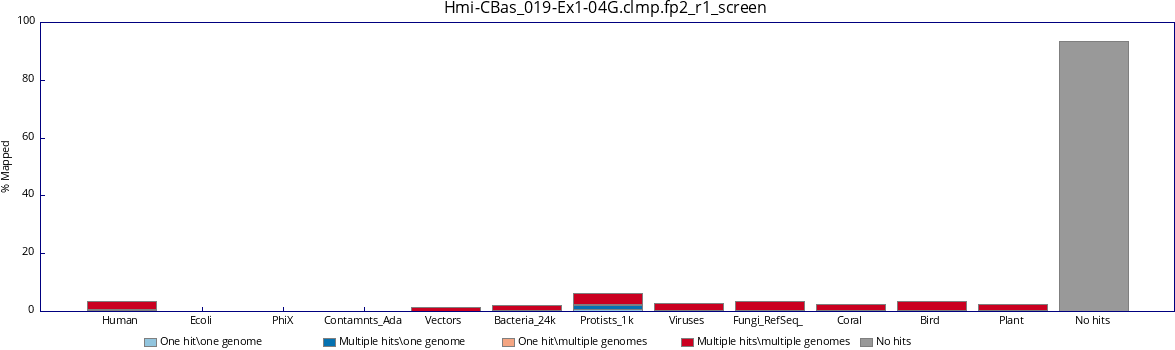 Hmi-CBas_019-Ex1-04G.clmp.fp2_r1_screen
100
80
60
40
20
0
% Mapped
Human Ecoli PhiX Contamnts_Ada Vectors Bacteria_24k Protists_1k Viruses Fungi_RefSeq_ Coral Bird Plant No hits
One hit\one genome Multiple hits\one genome One hit\multiple genomes Multiple hits\multiple genomes No hits